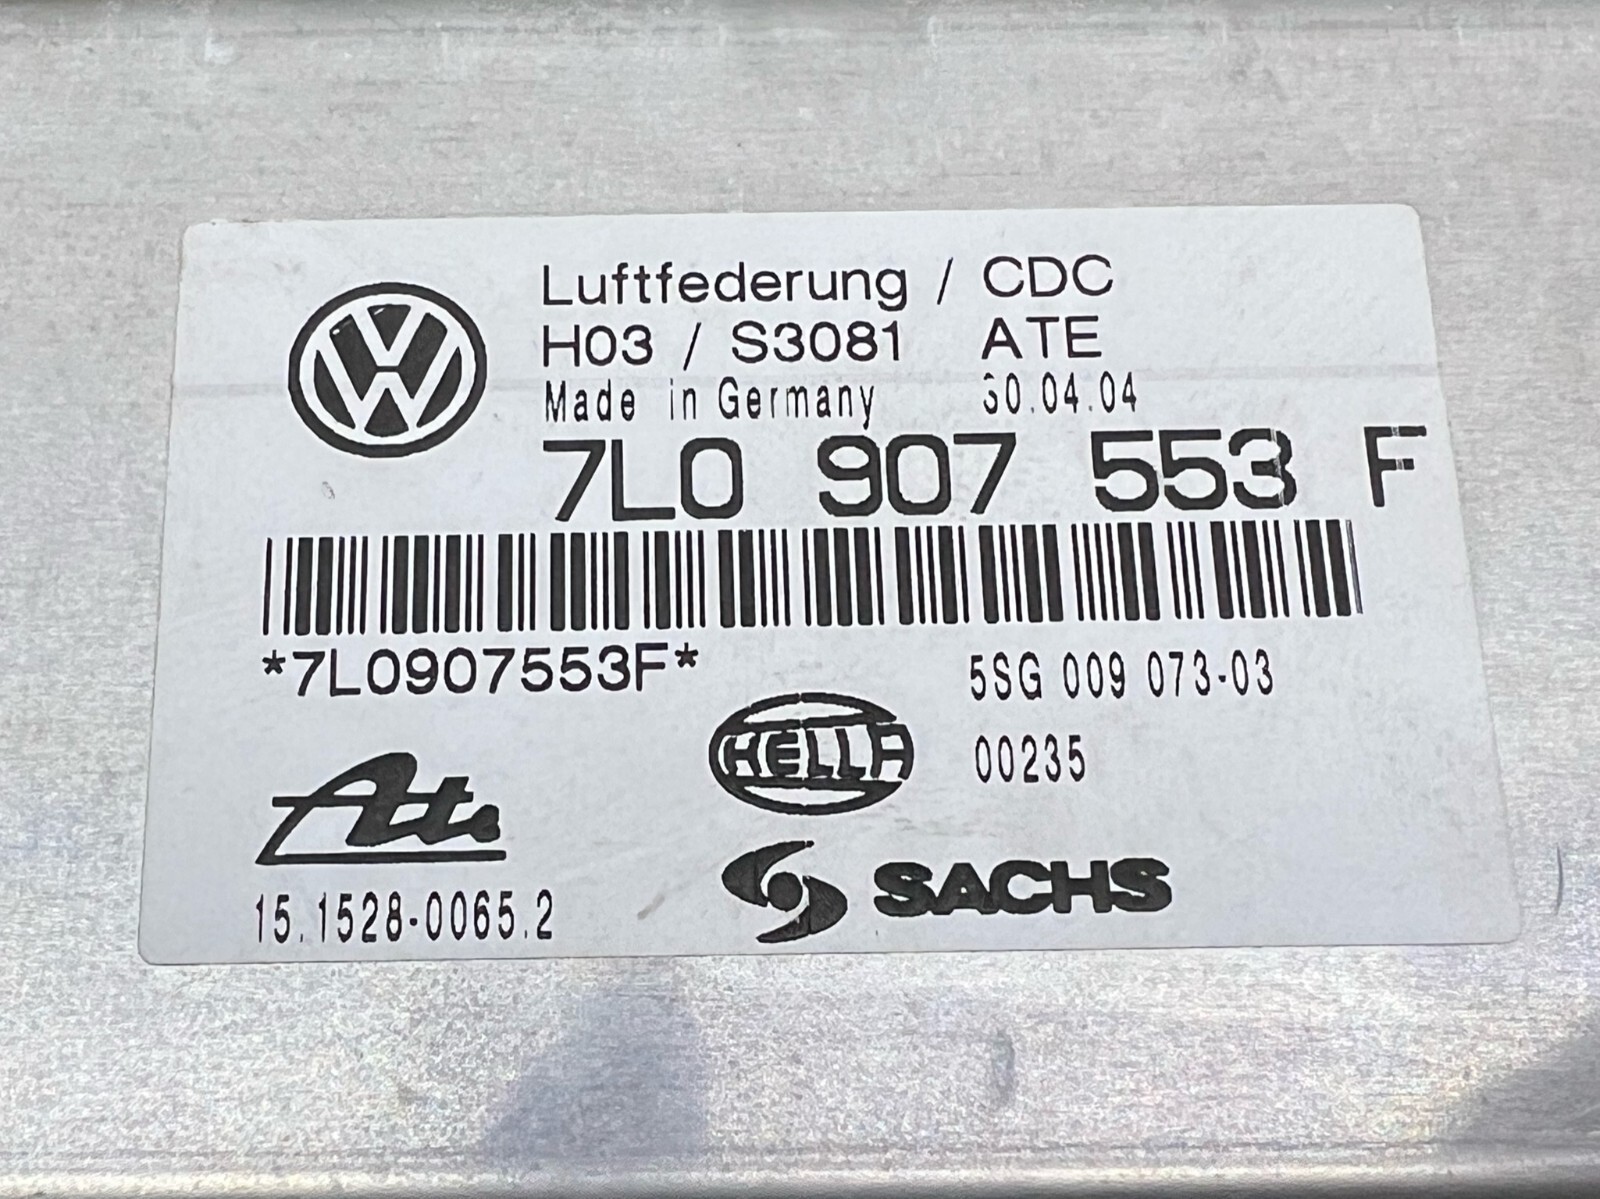 Luftfederung / CDC
H03 / S3081 ATE
Made in Germany 30.04.04
7L0 907 553 F
*7L0907553F*
5SG 009 073-03
HELLA 00235
Ate
SACHS
15.1528-0065.2